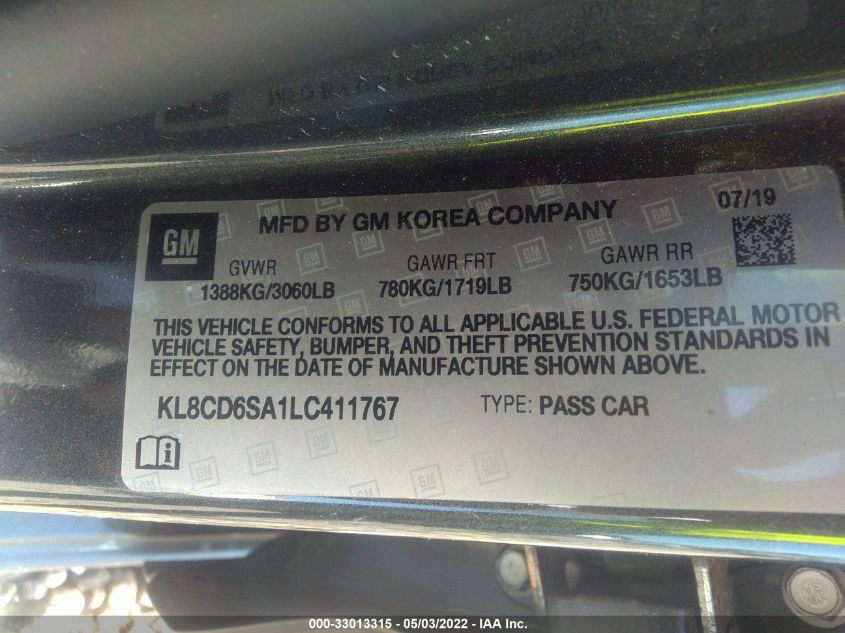 GM
MFD BY GM KOREA COMPANY
07/19
GVWR
GAWR FRT
GAWR RR
1388KG/3060LB
780KG/1719LB
750KG/1653LB
THIS VEHICLE CONFORMS TO ALL APPLICABLE U.S. FEDERAL MOTOR
VEHICLE SAFETY, BUMPER, AND THEFT PREVENTION STANDARDS IN
EFFECT ON THE DATE OF MANUFACTURE SHOWN ABOVE.
KL8CD6SA1LC411767
TYPE: PASS CAR
000-33013315 - 05/03/2022 - IAA Inc.